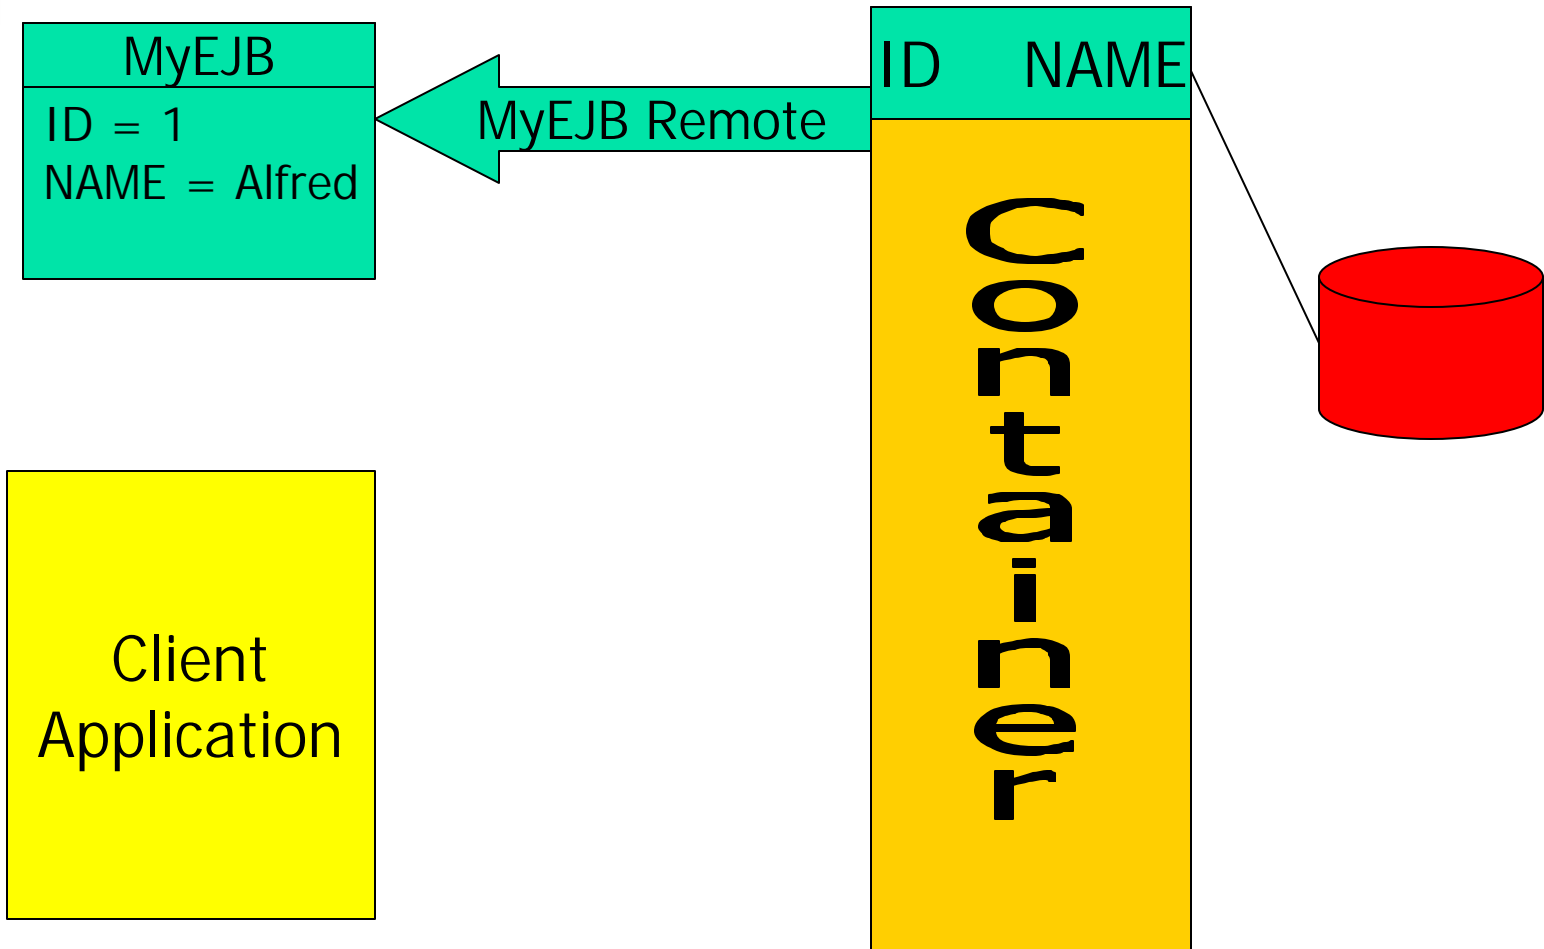 MyEJB
ID = 1
NAME = Alfred
MyEJB Remote
ID NAME
Container
Client
Application